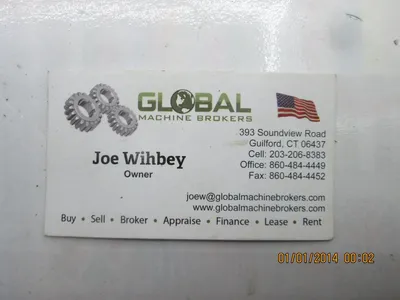 GLOBAL
MACHINE BROKERS
393 Soundview Road
Guilford, CT 06437
Cell: 203-206-8383
Office: 860-484-4449
Fax: 860-484-4452
Joe Wihbey
Owner
joew@globalmachinebrokers.com
www.globalmachinebrokers.com
Buy • Sell • Broker • Appraise • Finance • Lease • Rent
01/01/2014 00:02